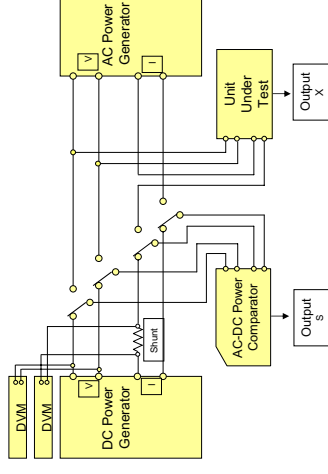 DVM
DVM
DC Power
Generator
V
I
Shunt
AC-DC Power
Comparator
Output
s
AC Power
Generator
V
I
Unit
Under
Test
Output
X